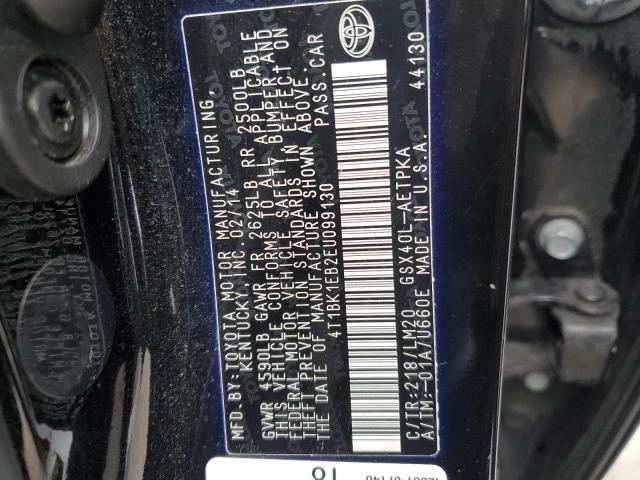 MFD.BY:TOYOTA MOTOR MANUFACTURING,
KENTUCKY,INC. 02/14
GVWR 4590LB GAWR FR 2625LB RR 2500LB
THIS VEHICLE CONFORMS TO ALL APPLICABLE
FEDERAL MOTOR VEHICLE SAFETY, BUMPER, AND
THEFT PREVENTION STANDARDS IN EFFECT ON
THE DATE OF MANUFACTURE SHOWN ABOVE.
4T1BK1EB2EU099130 PASS.CAR
C/TR:218/LM20 GSX40L-AETPKA 44130
A/TM:-01A/U660E MADE IN U.S.A.
TOYOTA